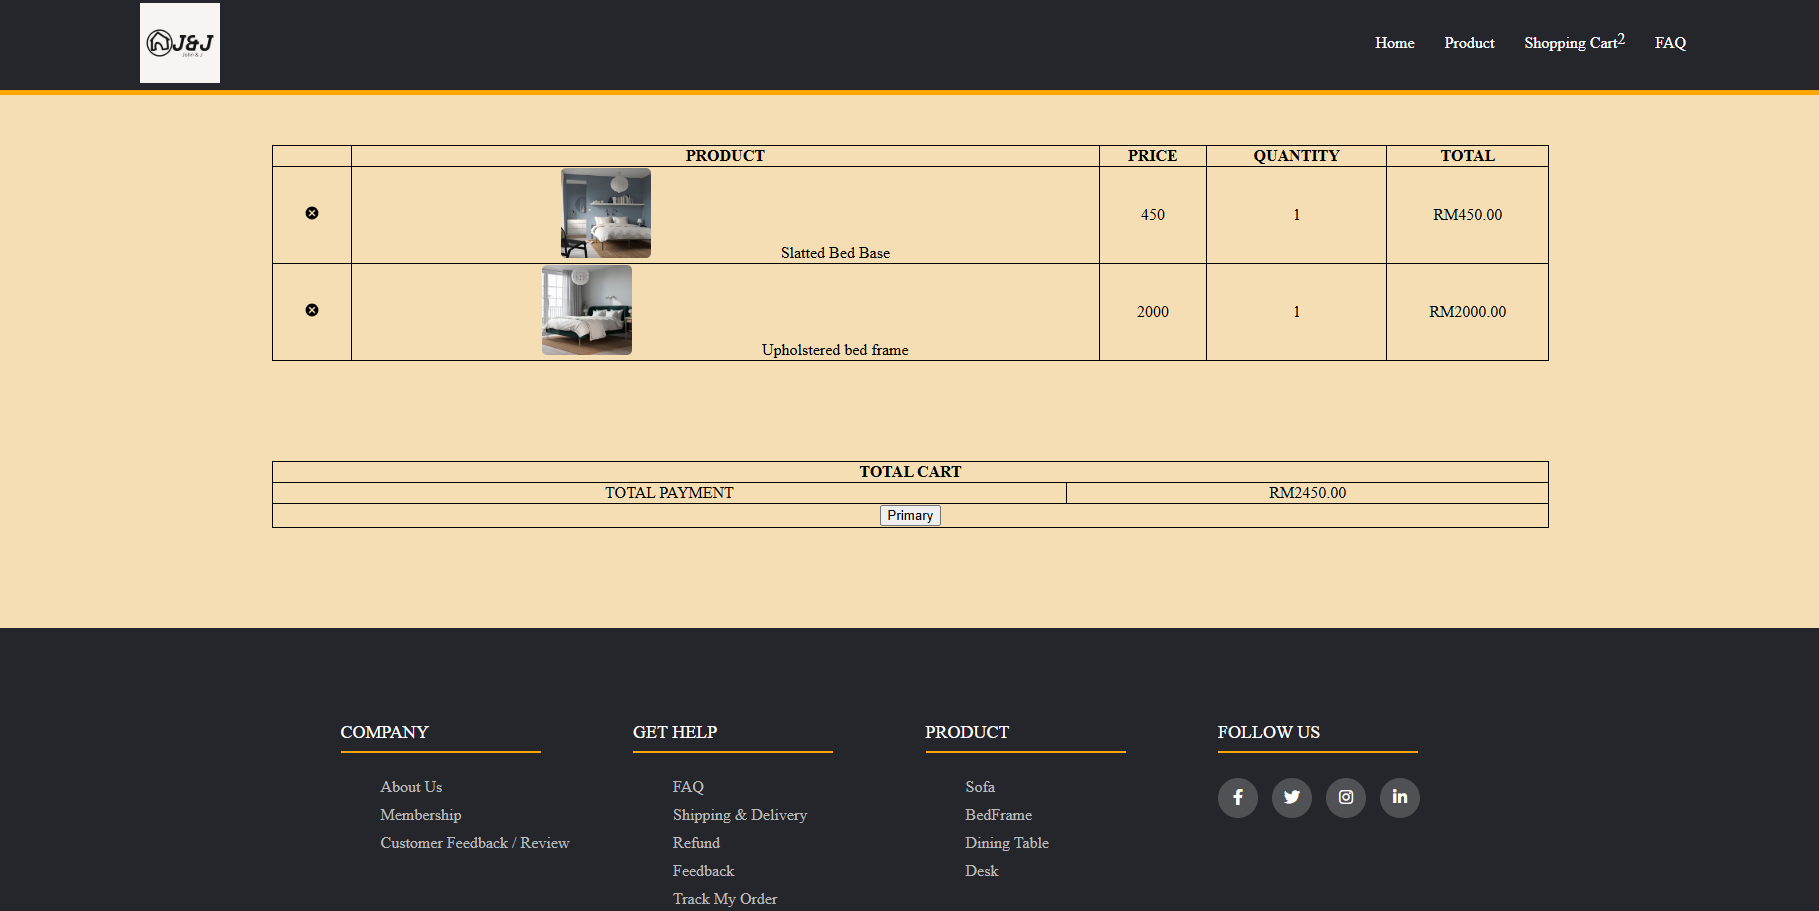 J&J
John & J
Home Product Shopping Cart2 FAQ
PRODUCT PRICE QUANTITY TOTAL
450 1 RM450.00
Slatted Bed Base
2000 1 RM2000.00
Upholstered bed frame
TOTAL CART
TOTAL PAYMENT RM2450.00
Primary
COMPANY GET HELP PRODUCT FOLLOW US
About Us FAQ Sofa
Membership Shipping & Delivery BedFrame
Customer Feedback / Review Refund Dining Table
Feedback Desk
Track My Order